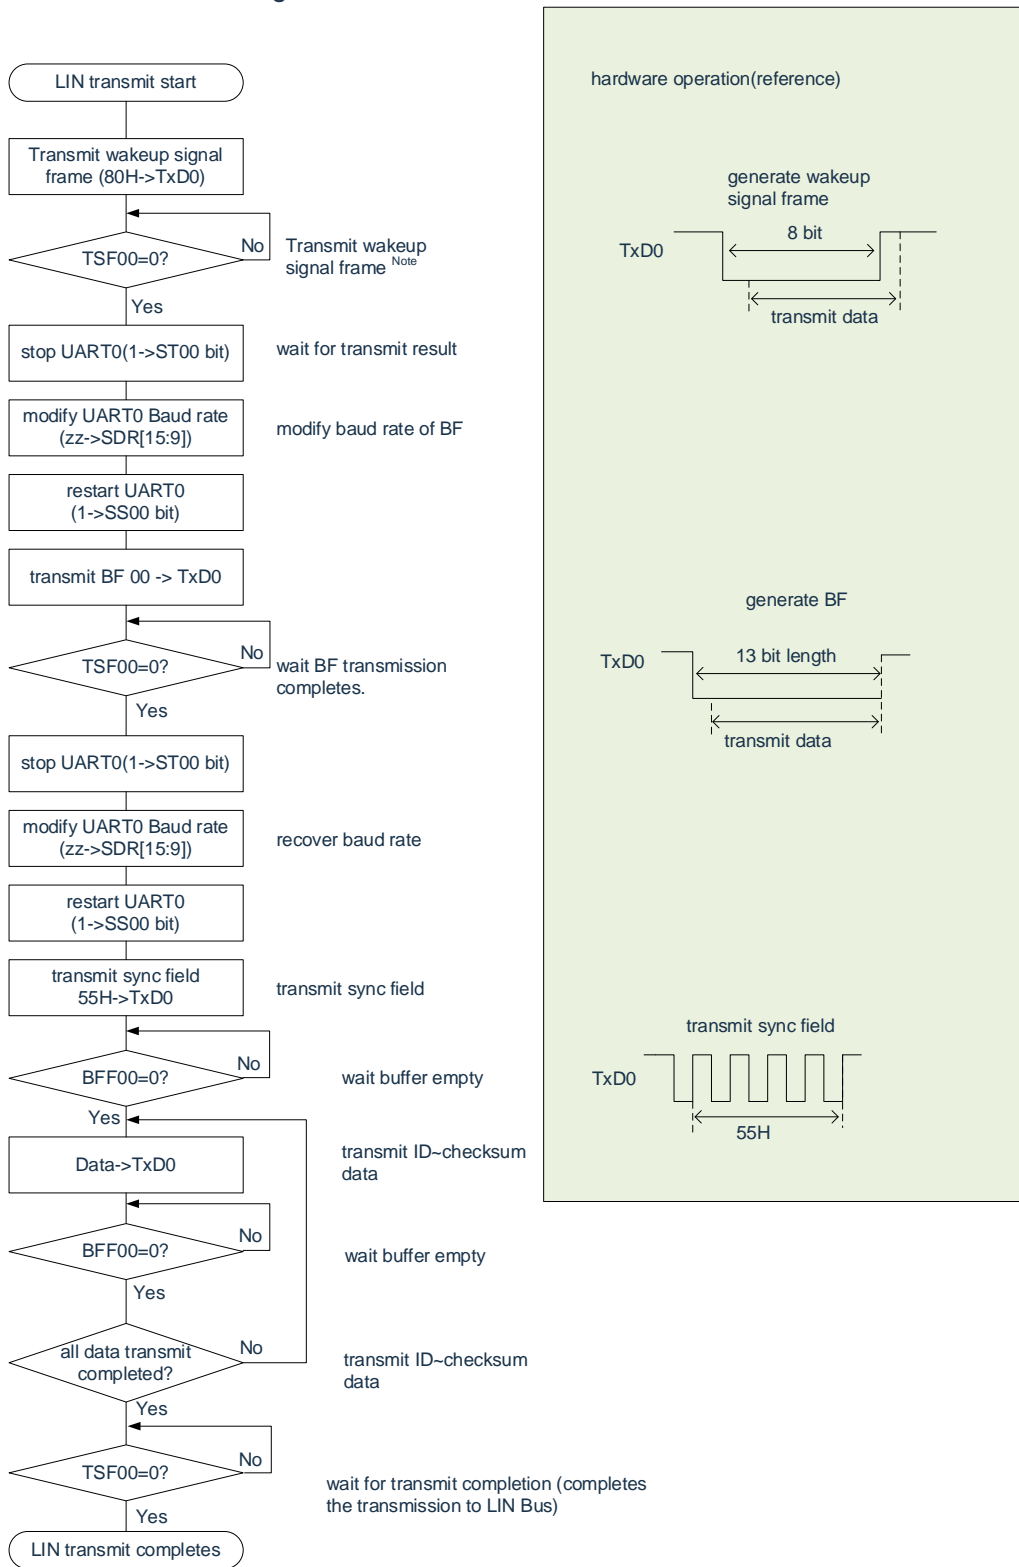 LIN transmit start
Transmit wakeup signal
frame (80H->TxD0)
TSF00=0?
No
Transmit wakeup
signal frame Note
Yes
stop UART0(1->ST00 bit)
wait for transmit result
modify UART0 Baud rate
(zz->SDR[15:9])
modify baud rate of BF
restart UART0
(1->SS00 bit)
transmit BF 00 -> TxD0
TSF00=0?
No
wait BF transmission
completes.
Yes
stop UART0(1->ST00 bit)
modify UART0 Baud rate
(zz->SDR[15:9])
recover baud rate
restart UART0
(1->SS00 bit)
transmit sync field
55H->TxD0
transmit sync field
BFF00=0?
No
wait buffer empty
Yes
Data->TxD0
transmit ID~checksum
data
BFF00=0?
No
wait buffer empty
Yes
all data transmit
completed?
No
transmit ID~checksum
data
Yes
TSF00=0?
No
wait for transmit completion (completes
the transmission to LIN Bus)
Yes
LIN transmit completes
hardware operation(reference)
generate wakeup
signal frame
TxD0
8 bit
transmit data
generate BF
TxD0
13 bit length
transmit data
transmit sync field
TxD0
55H